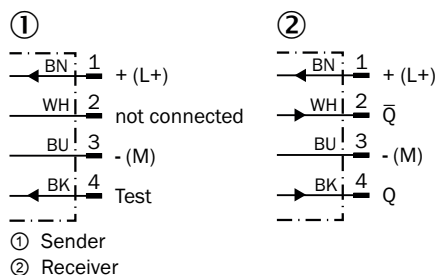 ①
BN 1 + (L+)
WH 2 not connected
BU 3 - (M)
BK 4 Test
②
BN 1 + (L+)
WH 2 Q̅
BU 3 - (M)
BK 4 Q
① Sender
② Receiver